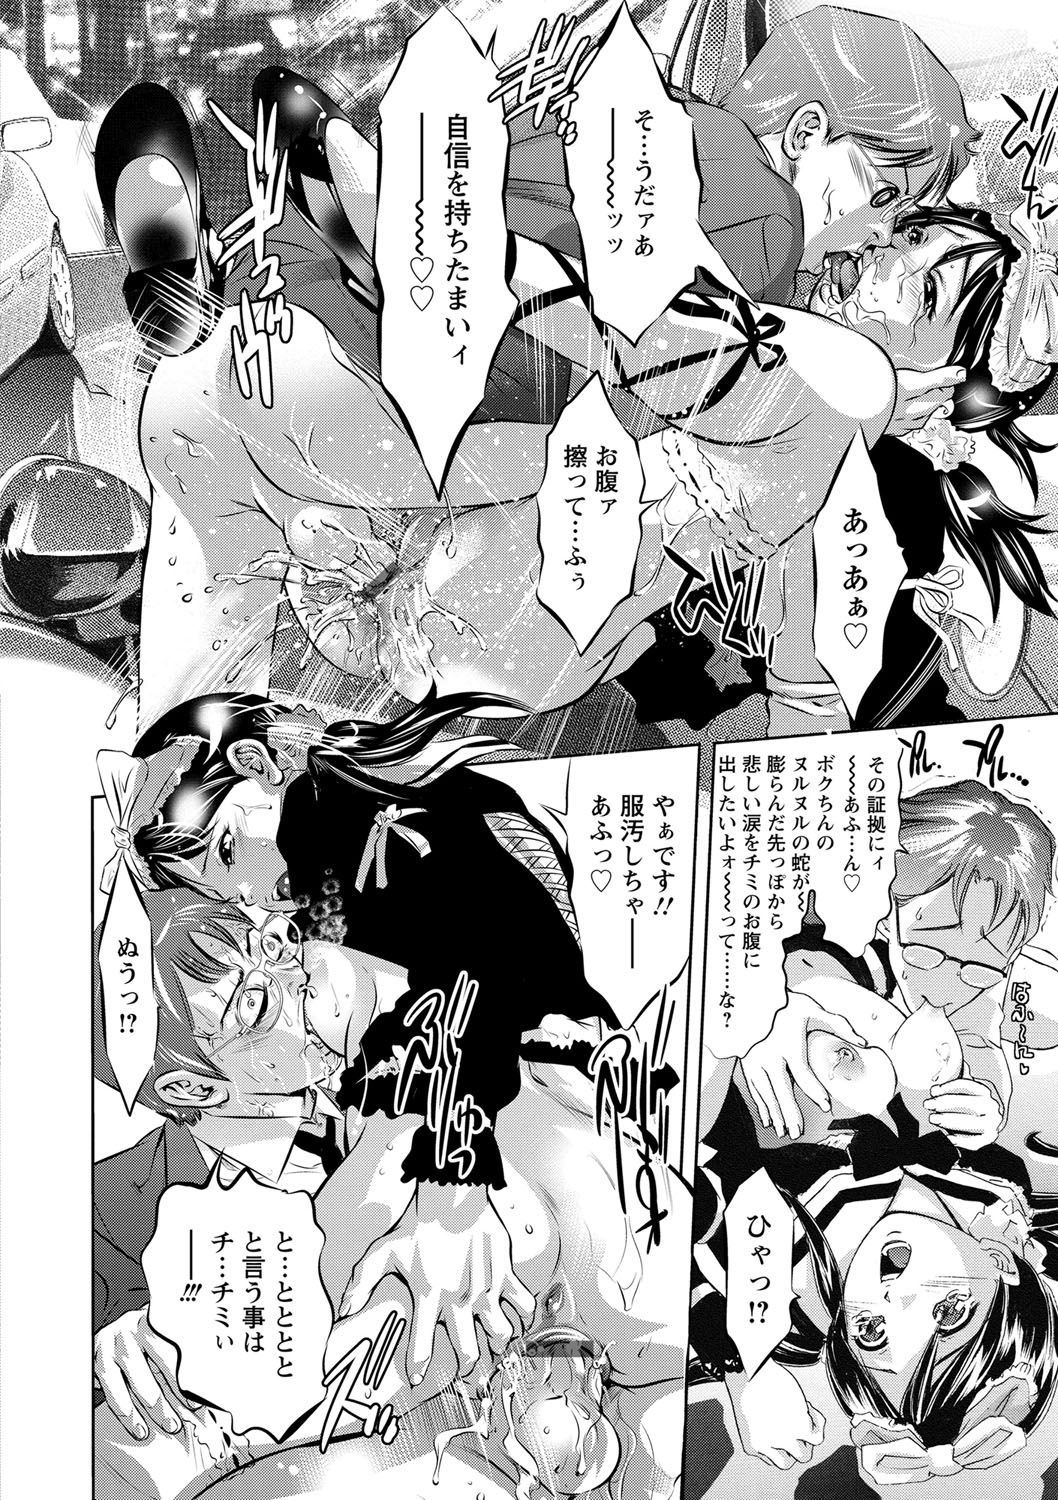 そ…うだァあ
━〜〜ッッ
自信を持ちたまいィ
━━〜〜♡♡
あっあぁ♡
お腹ァ
擦って…ふぅ
その証拠にィ
〜〜〜あふ…ん♡
ボクちんの
ヌルヌルの蛇が〜
膨らんだ先っぽから
悲しい涙をチミのお腹に
出したいよォ〜〜って………な?
はふ〜ん♡
ひゃっ!?
やぁです!!
服汚しちゃ━━
あふっ♡
ぬうっ!?
と…ととととと
と言う事は
チ…チミぃ
━━!!!